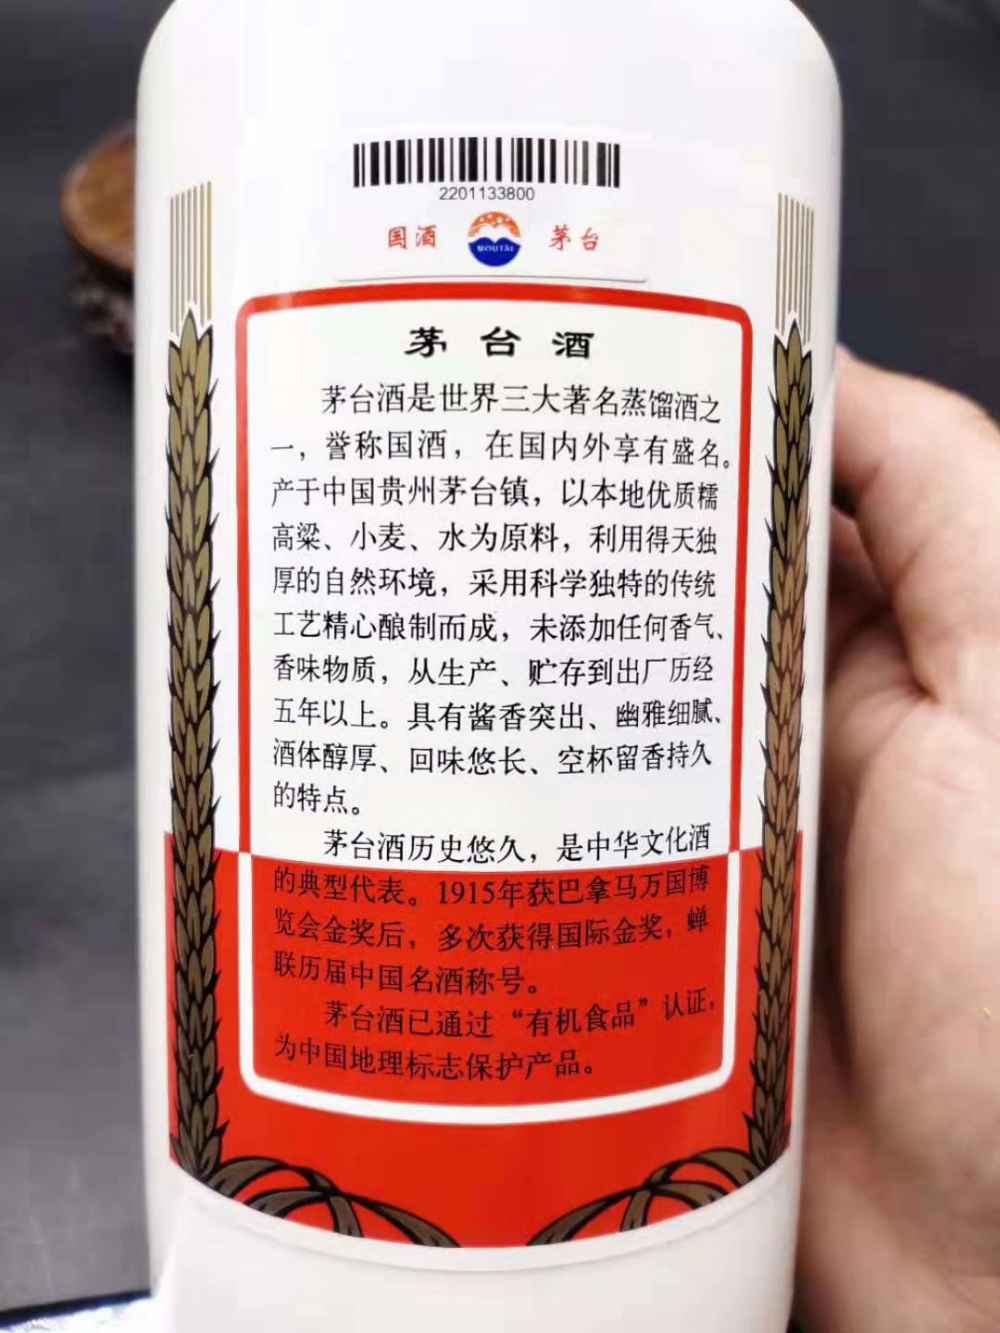 2201133800
国酒 MOUTAI 茅台
茅台酒
茅台酒是世界三大著名蒸馏酒之
一，誉称国酒，在国内外享有盛名。
产于中国贵州茅台镇，以本地优质糯
高粱、小麦、水为原料，利用得天独
厚的自然环境，采用科学独特的传统
工艺精心酿制而成，未添加任何香气、
香味物质，从生产、贮存到出厂历经
五年以上。具有酱香突出、幽雅细腻、
酒体醇厚、回味悠长、空杯留香持久
的特点。
茅台酒历史悠久，是中华文化酒
的典型代表。1915年获巴拿马万国博
览会金奖后，多次获得国际金奖，蝉
联历届中国名酒称号。
茅台酒已通过“有机食品”认证，
为中国地理标志保护产品。